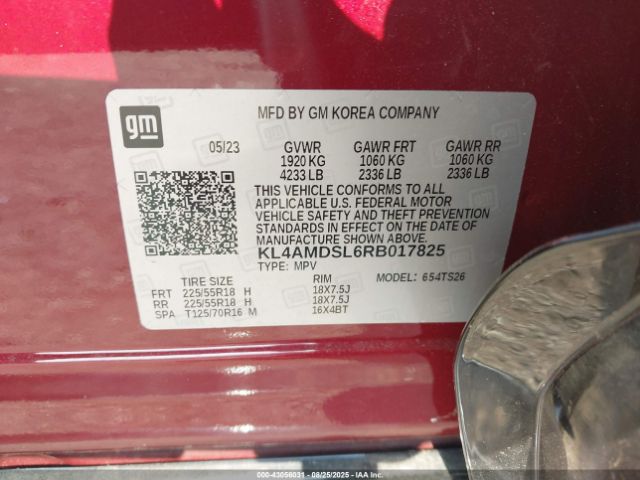 gm
MFD BY GM KOREA COMPANY
05/23 GVWR GAWR FRT GAWR RR
1920 KG 1060 KG 1060 KG
4233 LB 2336 LB 2336 LB
THIS VEHICLE CONFORMS TO ALL
APPLICABLE U.S. FEDERAL MOTOR
VEHICLE SAFETY AND THEFT PREVENTION
STANDARDS IN EFFECT ON THE DATE OF
MANUFACTURE SHOWN ABOVE.
KL4AMDSL6RB017825
TYPE: MPV MODEL: 654TS26
TIRE SIZE RIM
FRT 225/55R18 H 18X7.5J
RR 225/55R18 H 18X7.5J
SPA T125/70R16 M 16X4BT
000-43056031 - 08/25/2025 - IAAI.COM